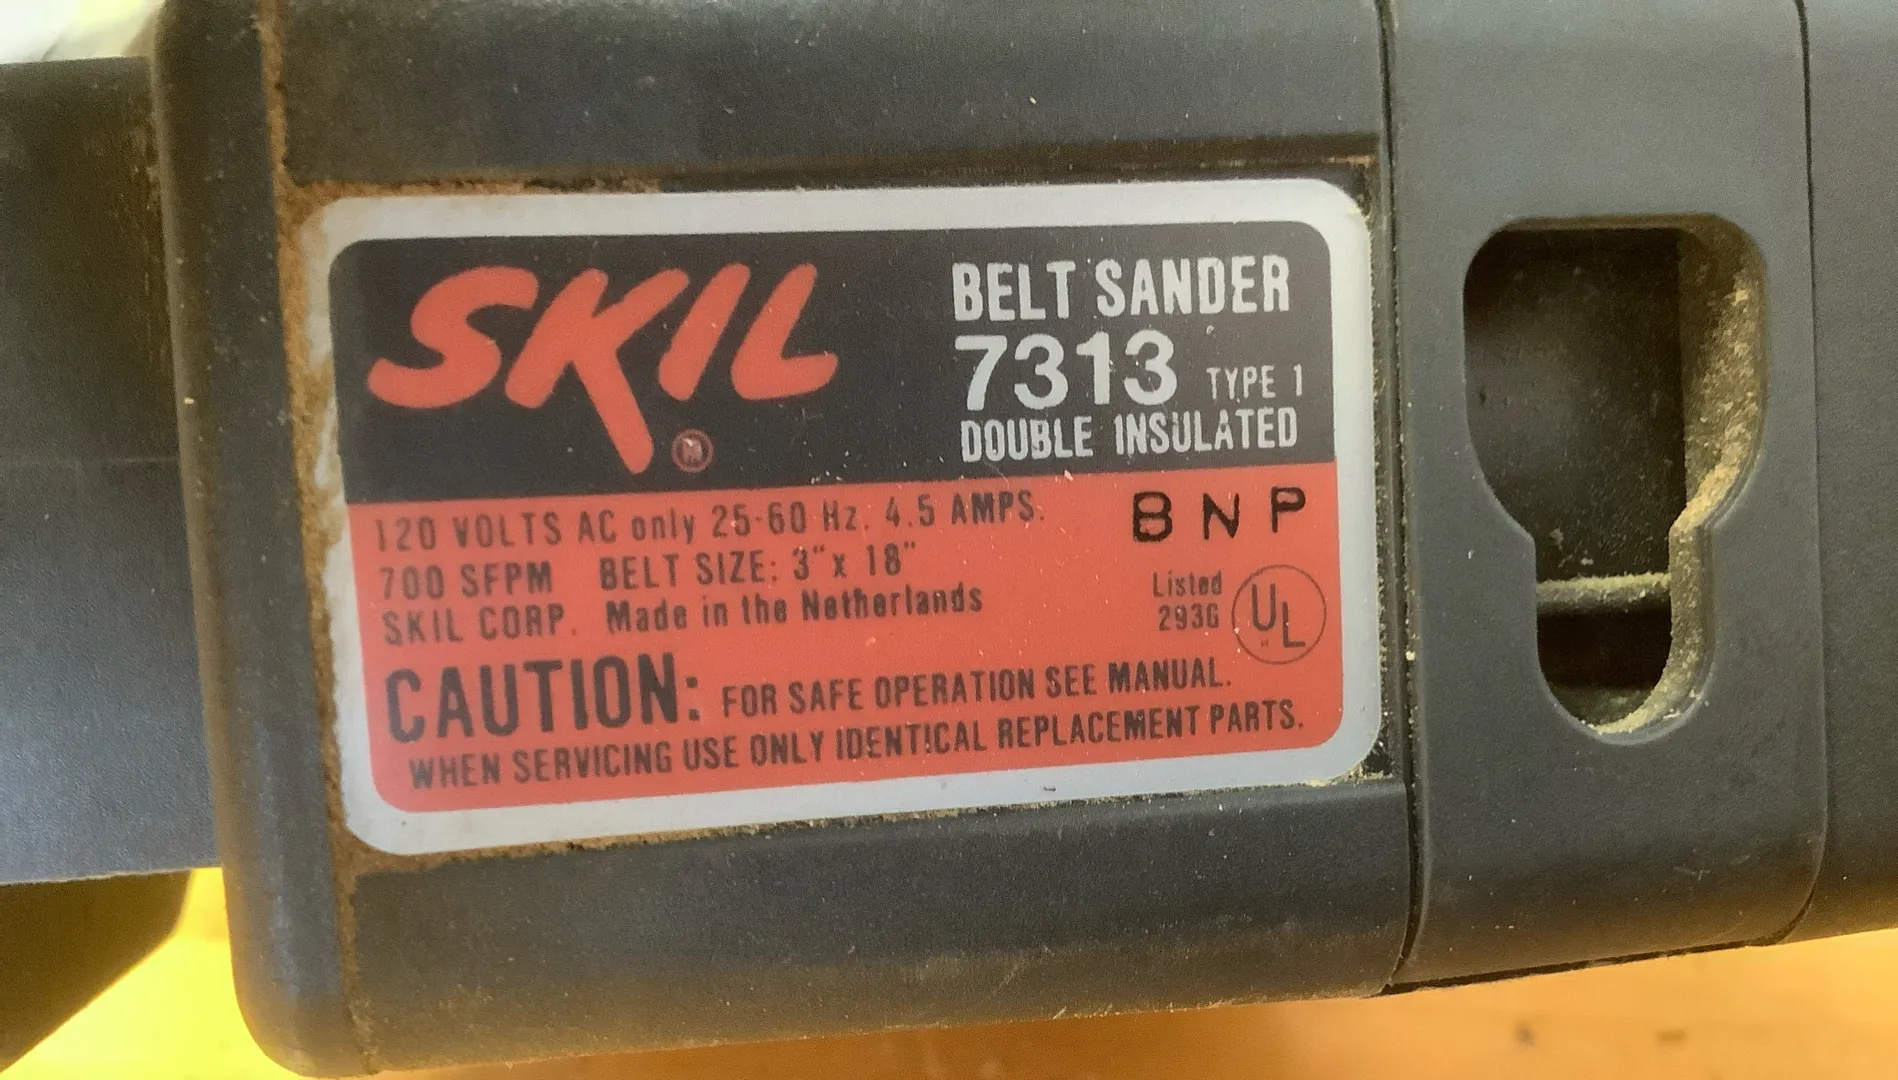 SKIL
BELT SANDER
7313 TYPE 1
DOUBLE INSULATED
120 VOLTS AC only 25-60 Hz. 4.5 AMPS.
BNP
700 SFPM BELT SIZE: 3" x 18"
SKIL CORP. Made in the Netherlands
Listed
293G
UL
CAUTION: FOR SAFE OPERATION SEE MANUAL.
WHEN SERVICING USE ONLY IDENTICAL REPLACEMENT PARTS.